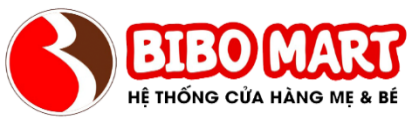 BIBO MART
HỆ THỐNG CỬA HÀNG MẸ & BÉ